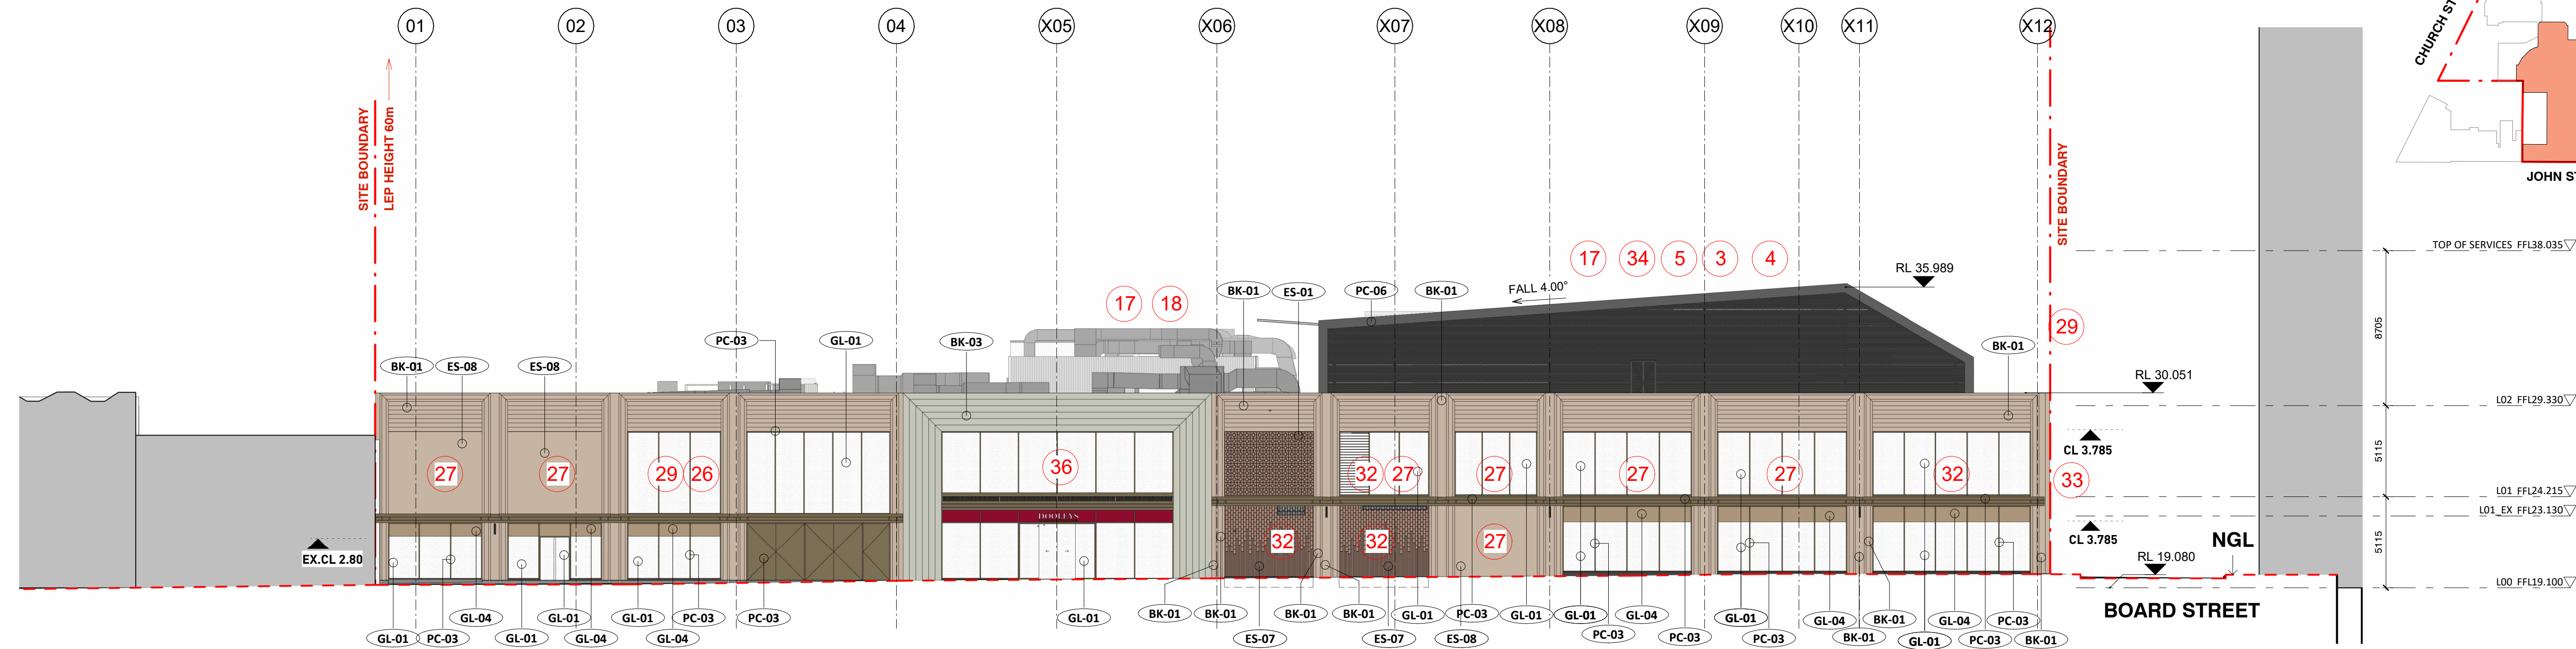 01 02 03 04 X05 X06 X07 X08 X09 X10 X11 X12
CHURCH ST
JOHN ST
SITE BOUNDARY
LEP HEIGHT 60m
SITE BOUNDARY
TOP OF SERVICES FFL38.035
17 34 5 3 4
RL 35.989
FALL 4.00°
17 18
BK-01 ES-01 PC-06 BK-01
29
8705
PC-03 GL-01 BK-03 BK-01
BK-01 ES-08 ES-08
RL 30.051
L02 FFL29.330
CL 3.785
5115
27 27 29 26 36 32 27 27 27 27 32 33
L01 FFL24.215
L01_EX FFL23.130
DOOLEYS
CL 3.785
5115
EX.CL 2.80
32 32 27
NGL
RL 19.080
L00 FFL19.100
BOARD STREET
GL-04 GL-01 GL-01 PC-03 PC-03 GL-01 BK-01 BK-01 BK-01 BK-01 GL-01 PC-03 GL-01 GL-01 GL-04 GL-01 GL-04 BK-01 GL-04 PC-03
GL-01 PC-03 GL-01 GL-04 GL-04 ES-07 ES-07 ES-08 PC-03 PC-03 PC-03 BK-01 GL-01 PC-03 BK-01